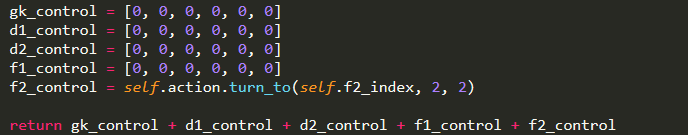 gk_control = [0, 0, 0, 0, 0, 0]
d1_control = [0, 0, 0, 0, 0, 0]
d2_control = [0, 0, 0, 0, 0, 0]
f1_control = [0, 0, 0, 0, 0, 0]
f2_control = self.action.turn_to(self.f2_index, 2, 2)

return gk_control + d1_control + d2_control + f1_control + f2_control